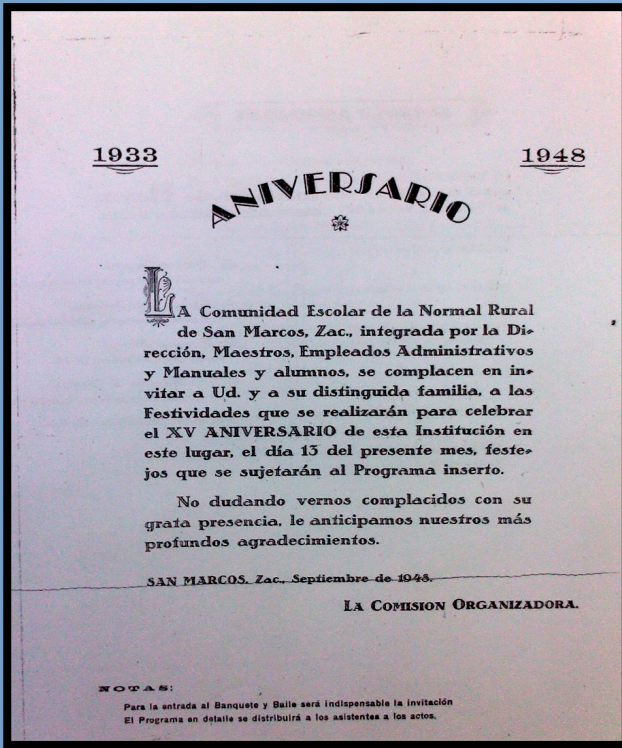 1933 1948
ANIVERSARIO
LA Comunidad Escolar de la Normal Rural
de San Marcos, Zac., integrada por la Di-
rección, Maestros, Empleados Administrativos
y Manuales y alumnos, se complacen en in-
vitar a Ud. y a su distinguida familia, a las
Festividades que se realizarán para celebrar
el XV ANIVERSARIO de esta Institución en
este lugar, el día 13 del presente mes, feste-
jos que se sujetarán al Programa inserto.
No dudando vernos complacidos con su
grata presencia, le anticipamos nuestros más
profundos agradecimientos.
SAN MARCOS, Zac., Septiembre de 1948.
LA COMISION ORGANIZADORA.
NOTAS:
Para la entrada al Banquete y Baile será indispensable la invitación
El Programa en detalle se distribuirá a los asistentes a los actos.